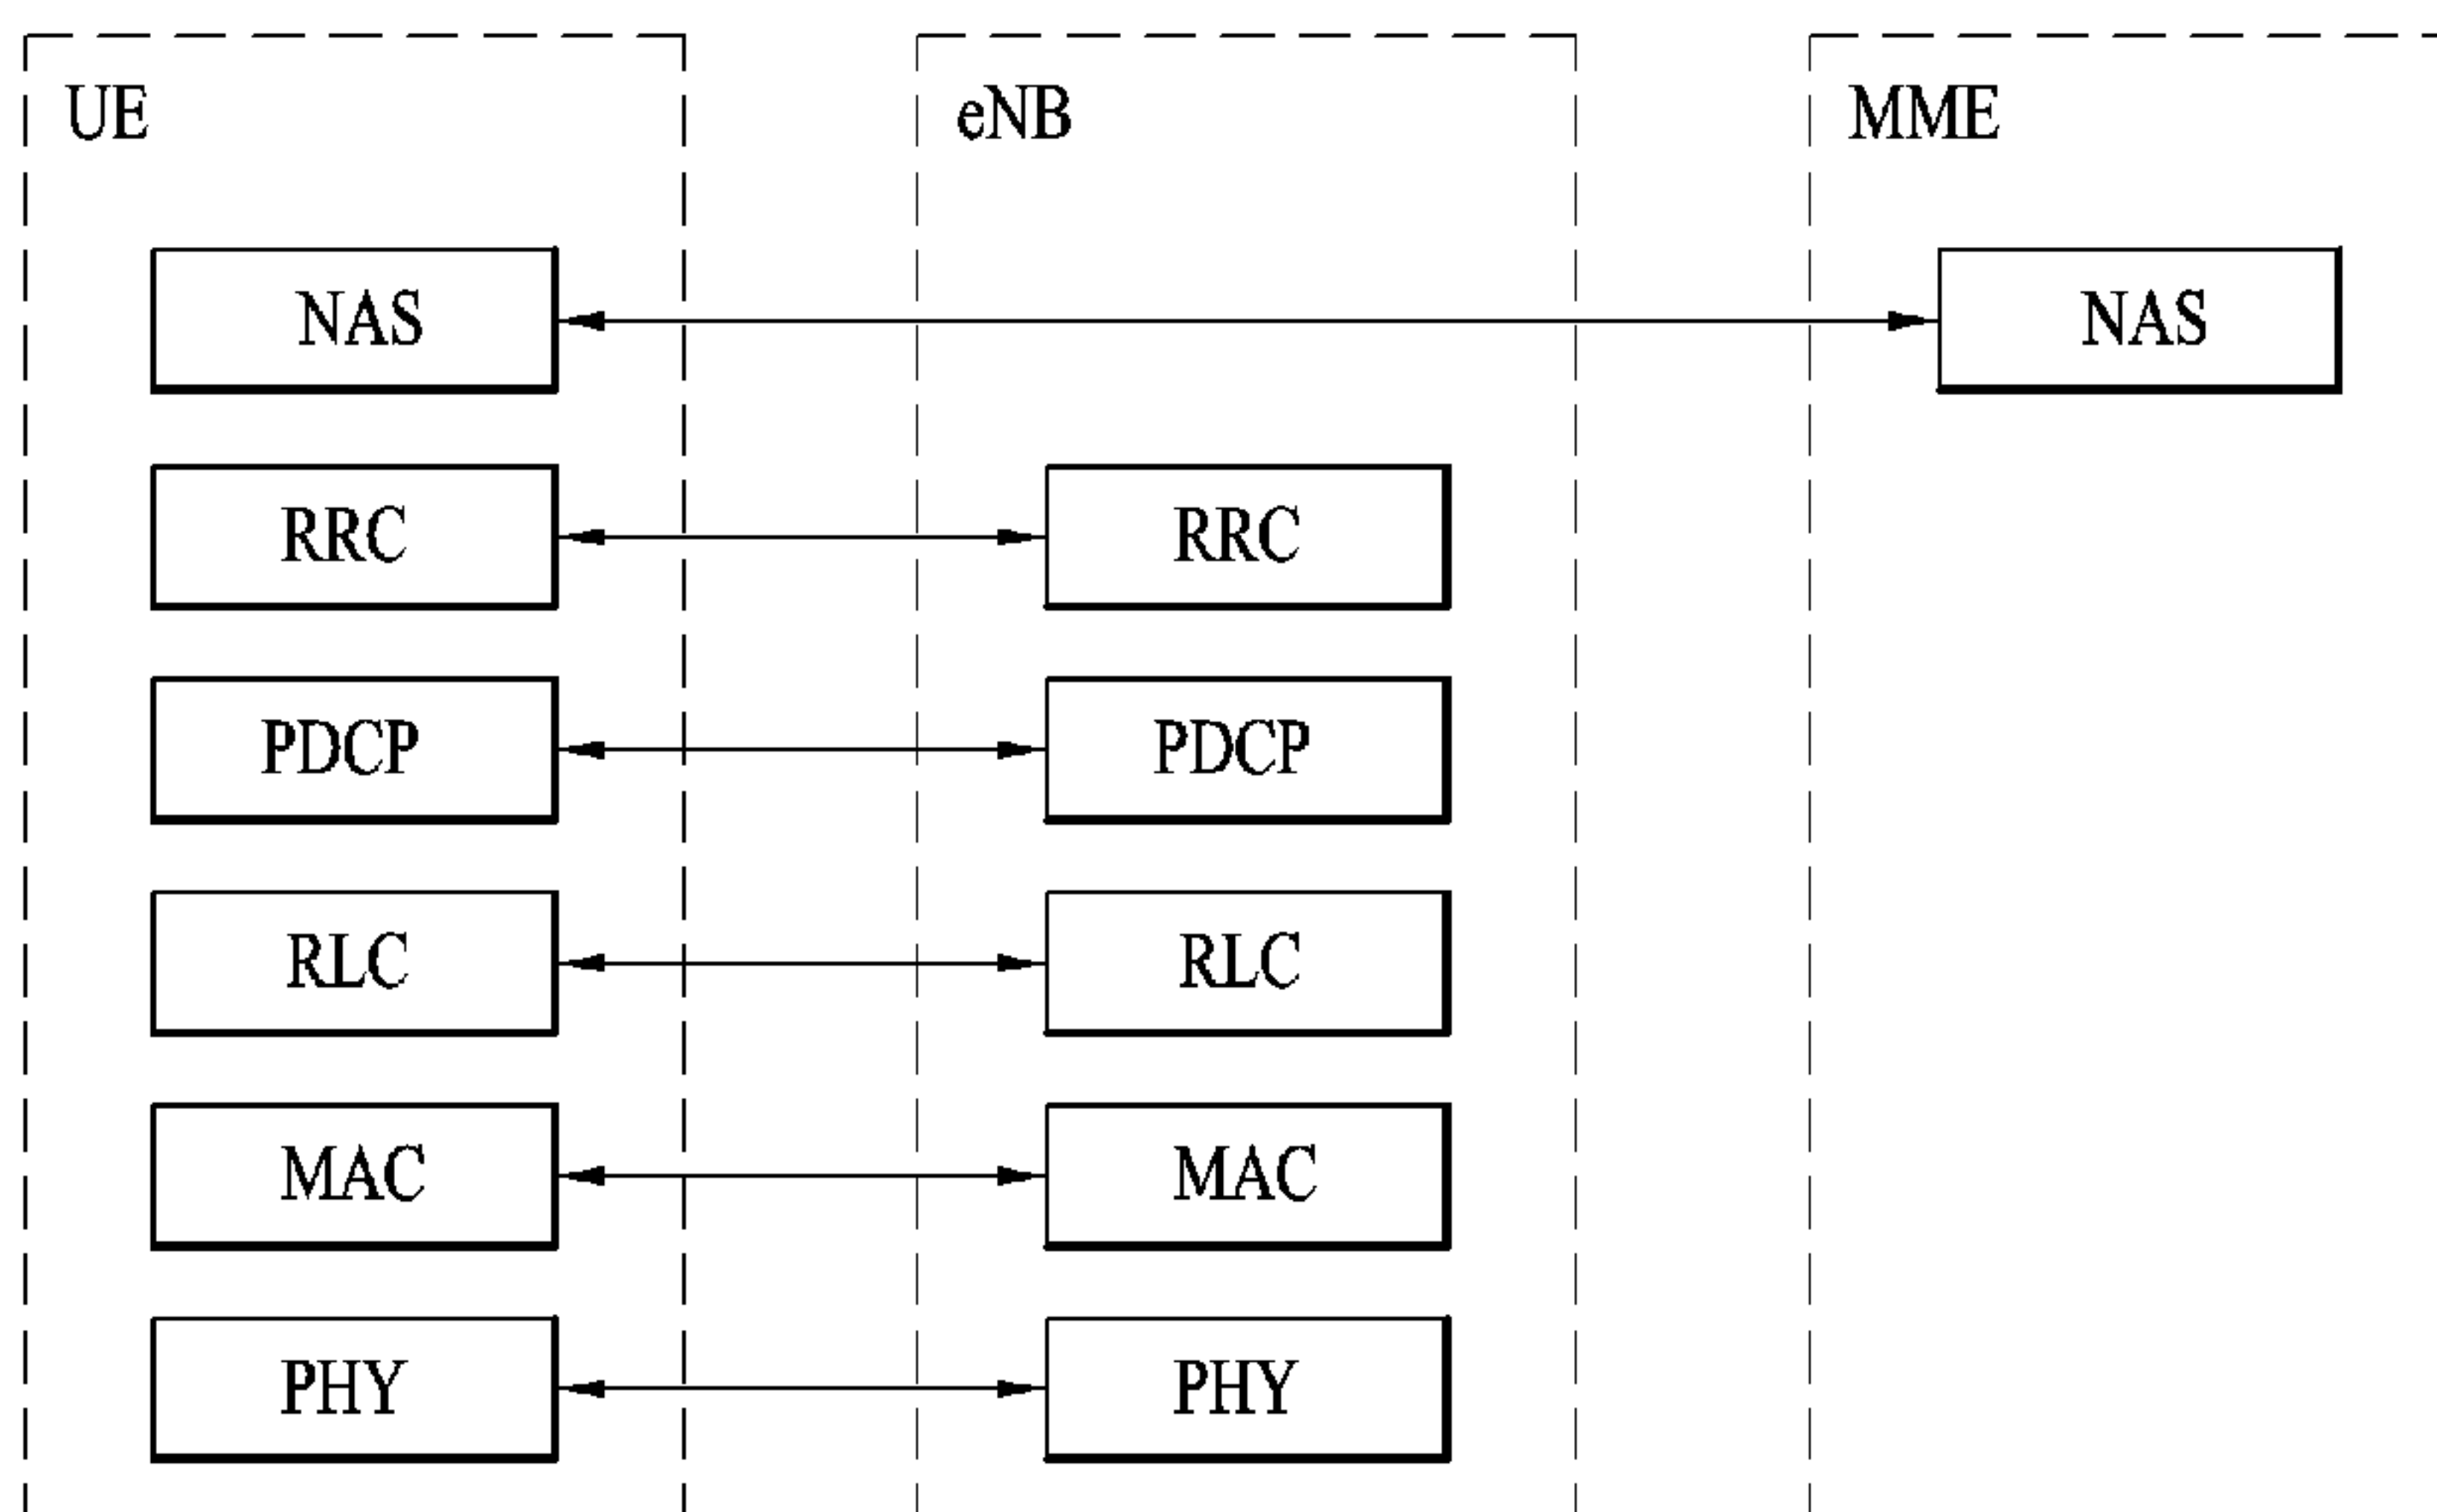 UE eNB MME
NAS NAS
RRC RRC
PDCP PDCP
RLC RLC
MAC MAC
PHY PHY